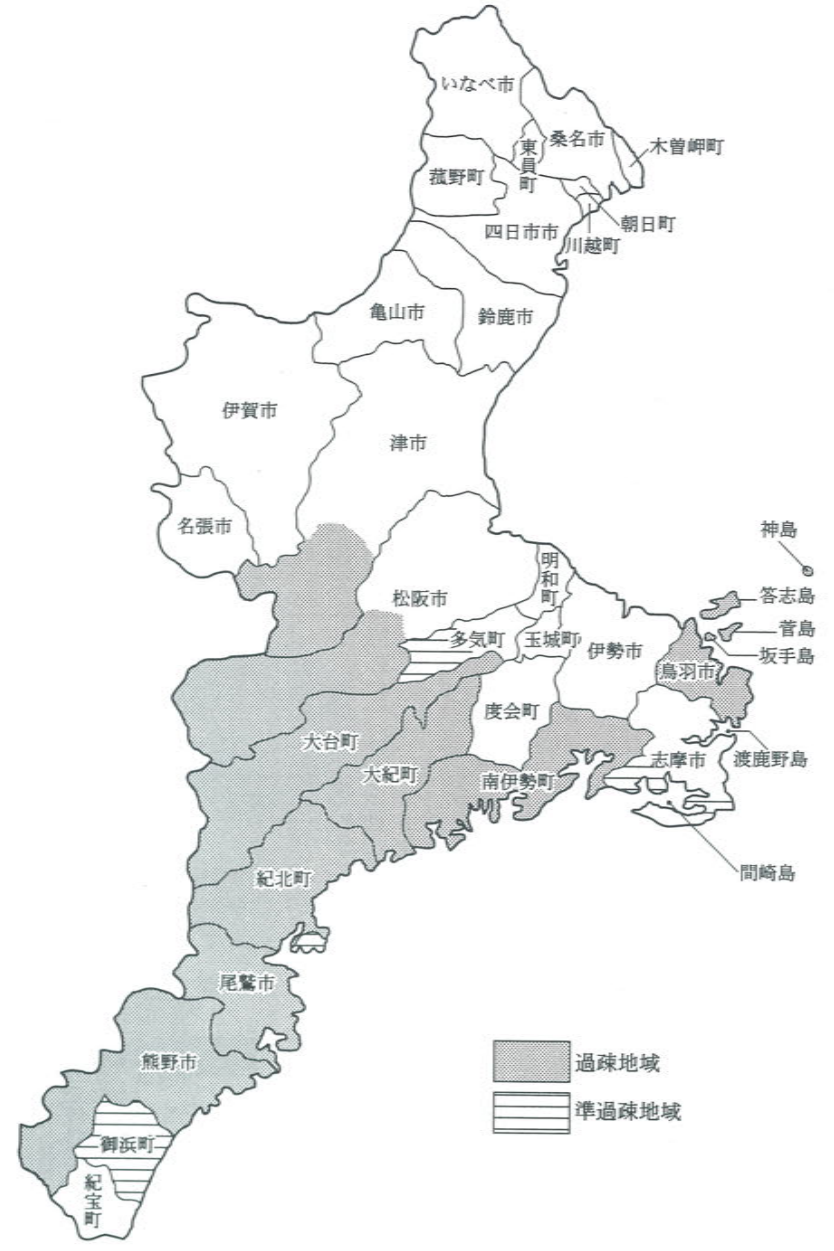 いなべ市
桑名市
木曽岬町
東員町
菰野町
朝日町
四日市市
川越町
亀山市
鈴鹿市
伊賀市
津市
名張市
神島
明和町
答志島
松阪市
菅島
多気町
玉城町
伊勢市
坂手島
鳥羽市
度会町
大台町
志摩市
渡鹿野島
大紀町
南伊勢町
間崎島
紀北町
尾鷲市
熊野市
過疎地域
準過疎地域
御浜町
紀宝町